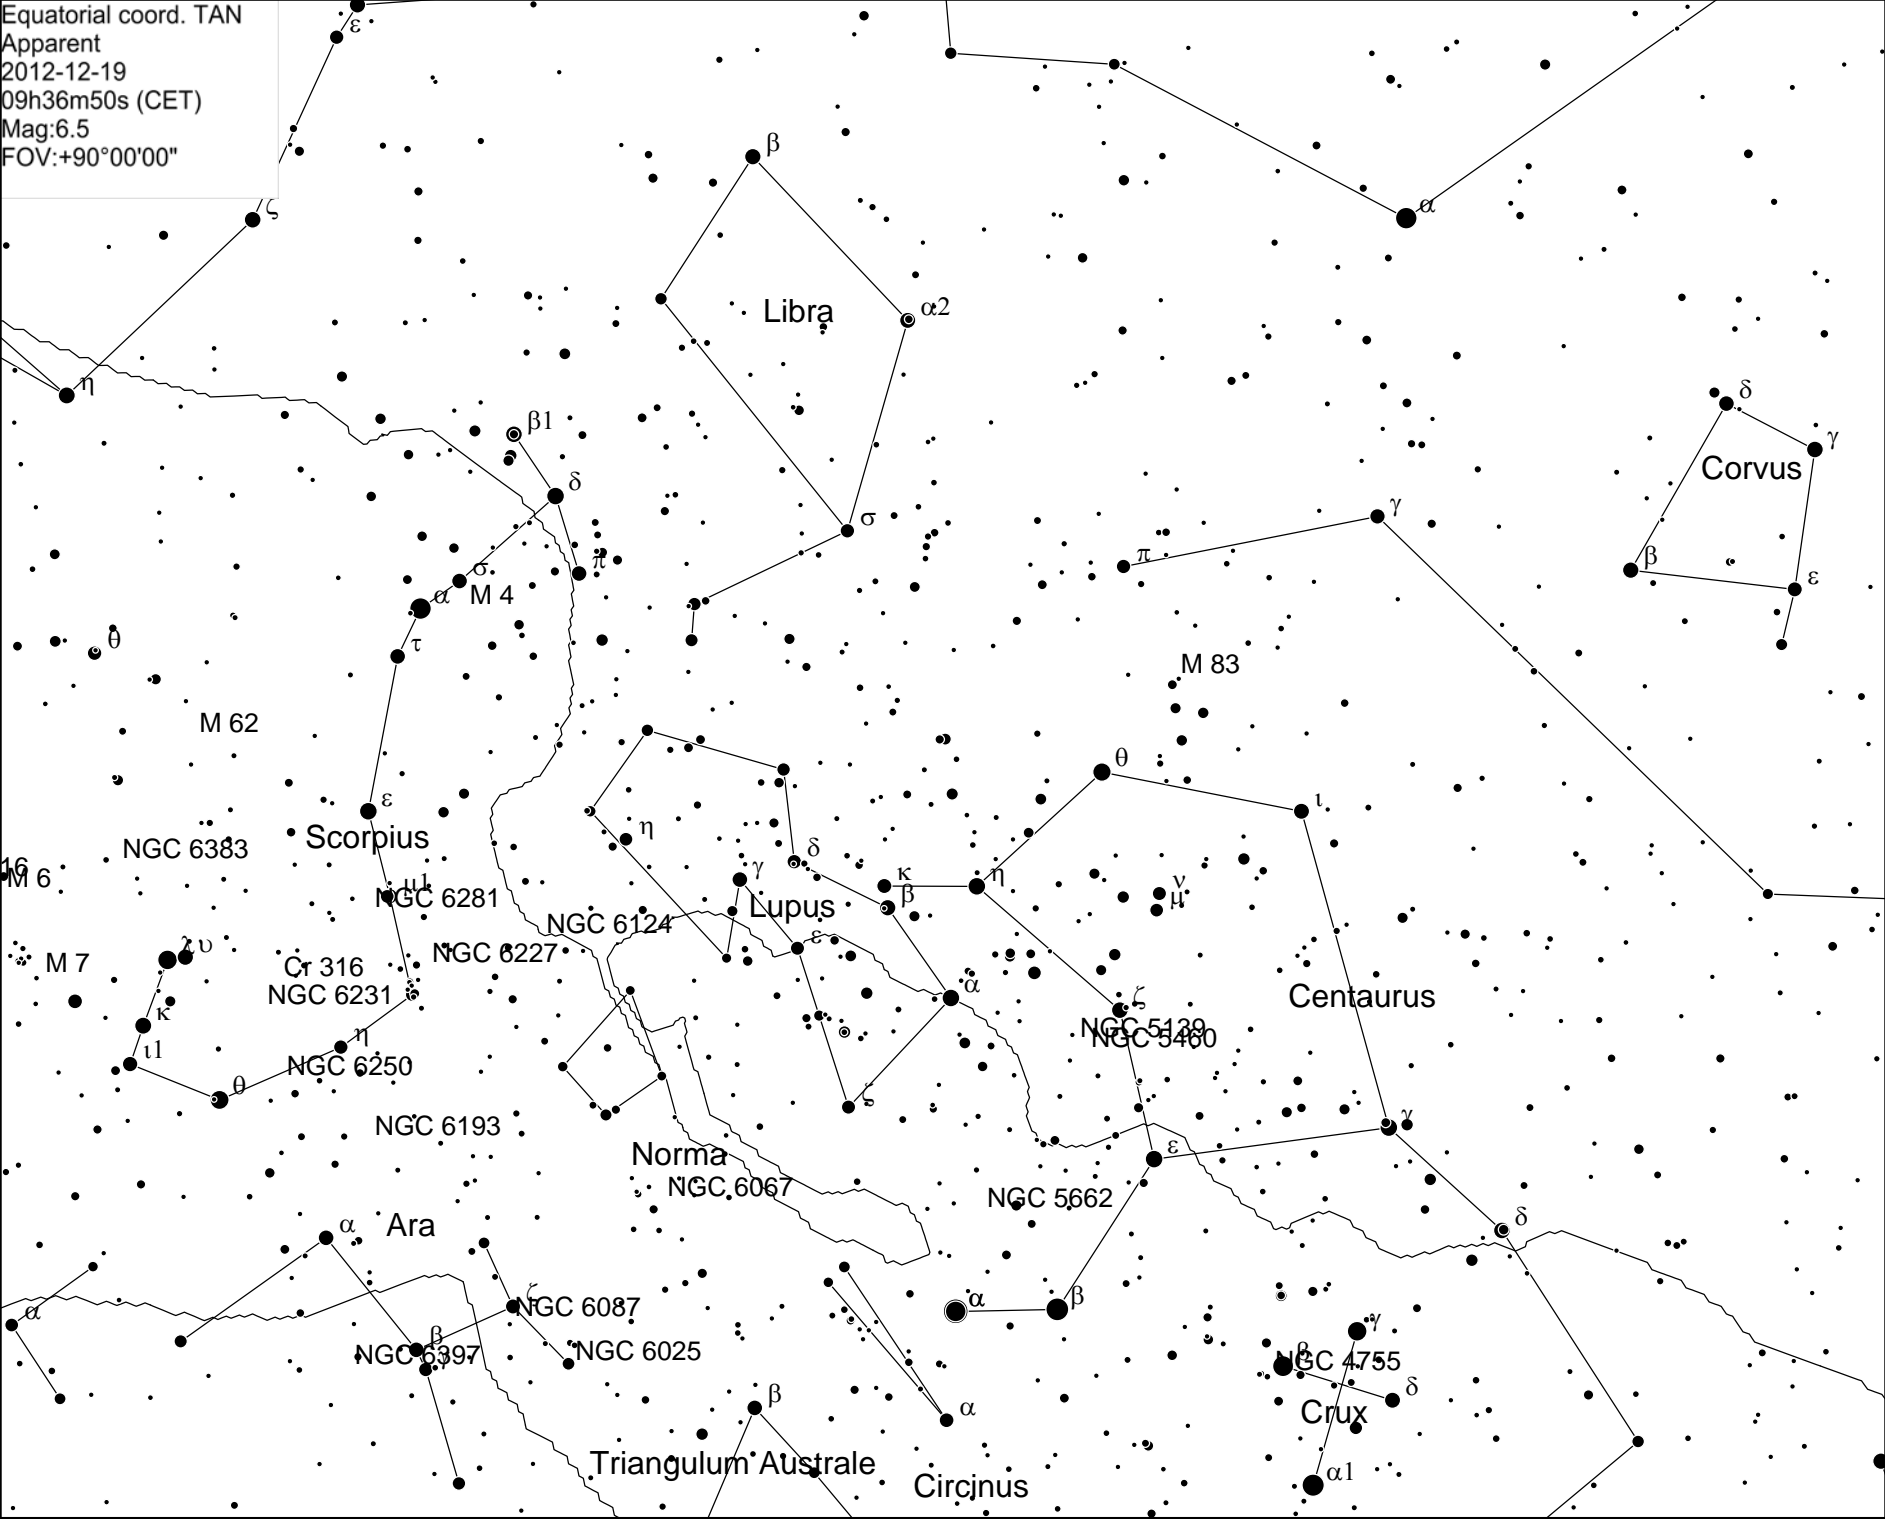 Equatorial coord. TAN
Apparent
2012-12-19
09h36m50s (CET)
Mag:6.5
FOV:+90°00'00"
ε
β
ζ
α
Libra
α2
η
δ
β1
γ
Corvus
δ
σ
γ
π
β
π
σ
ε
M 4
α
θ
τ
M 83
M 62
θ
ε
ι
η
Scorpius
NGC 6383
δ
16
M 6
γ
κ
η
ν
μ1
β
μ
NGC 6281
Lupus
NGC 6124
ε
λ υ
NGC 6227
M 7
Cr 316
α
NGC 6231
ζ
Centaurus
κ
NGC 5139
η
NGC 5460
ι1
NGC 6250
θ
ζ
γ
NGC 6193
Norma
ε
NGC 6067
NGC 5662
α
Ara
δ
ζ
α
β
α
NGC 6087
γ
β
NGC 6025
β
NGC 6397
γ
NGC 4755
δ
β
α
Crux
Triangulum Australe
α1
Circinus